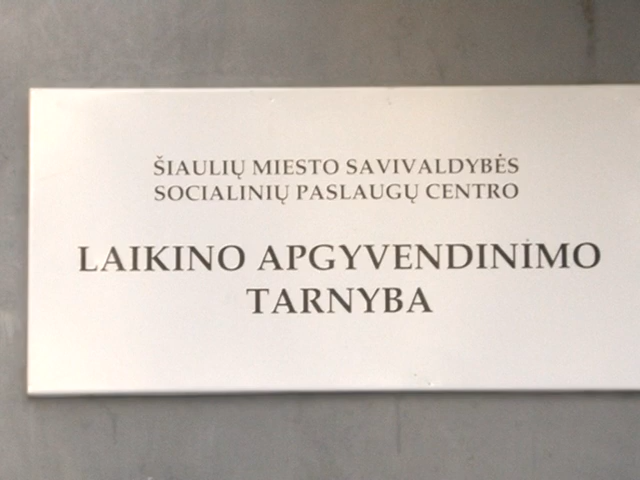 ŠIAULIŲ MIESTO SAVIVALDYBĖS
SOCIALINIŲ PASLAUGŲ CENTRO
LAIKINO APGYVENDINIMO
TARNYBA